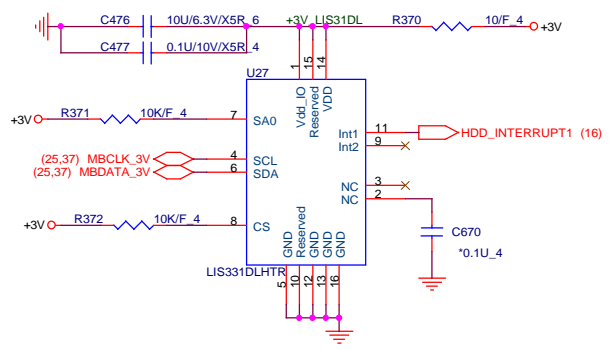 C476 10U/6.3V/X5R_6 +3V_LIS31DL R370 10/F_4 +3V
C477 0.1U/10V/X5R_4
U27
1 15 14
Vdd_IO Reserved VDD
+3V R371 10K/F_4 7 SA0
Int1 11 HDD_INTERRUPT1 (16)
Int2 9
(25,37) MBCLK_3V 4 SCL
(25,37) MBDATA_3V 6 SDA
NC 3
NC 2
+3V R372 10K/F_4 8 CS
C670
*0.1U_4
GND Reserved GND GND GND
LIS331DLHTR
5 10 12 13 16